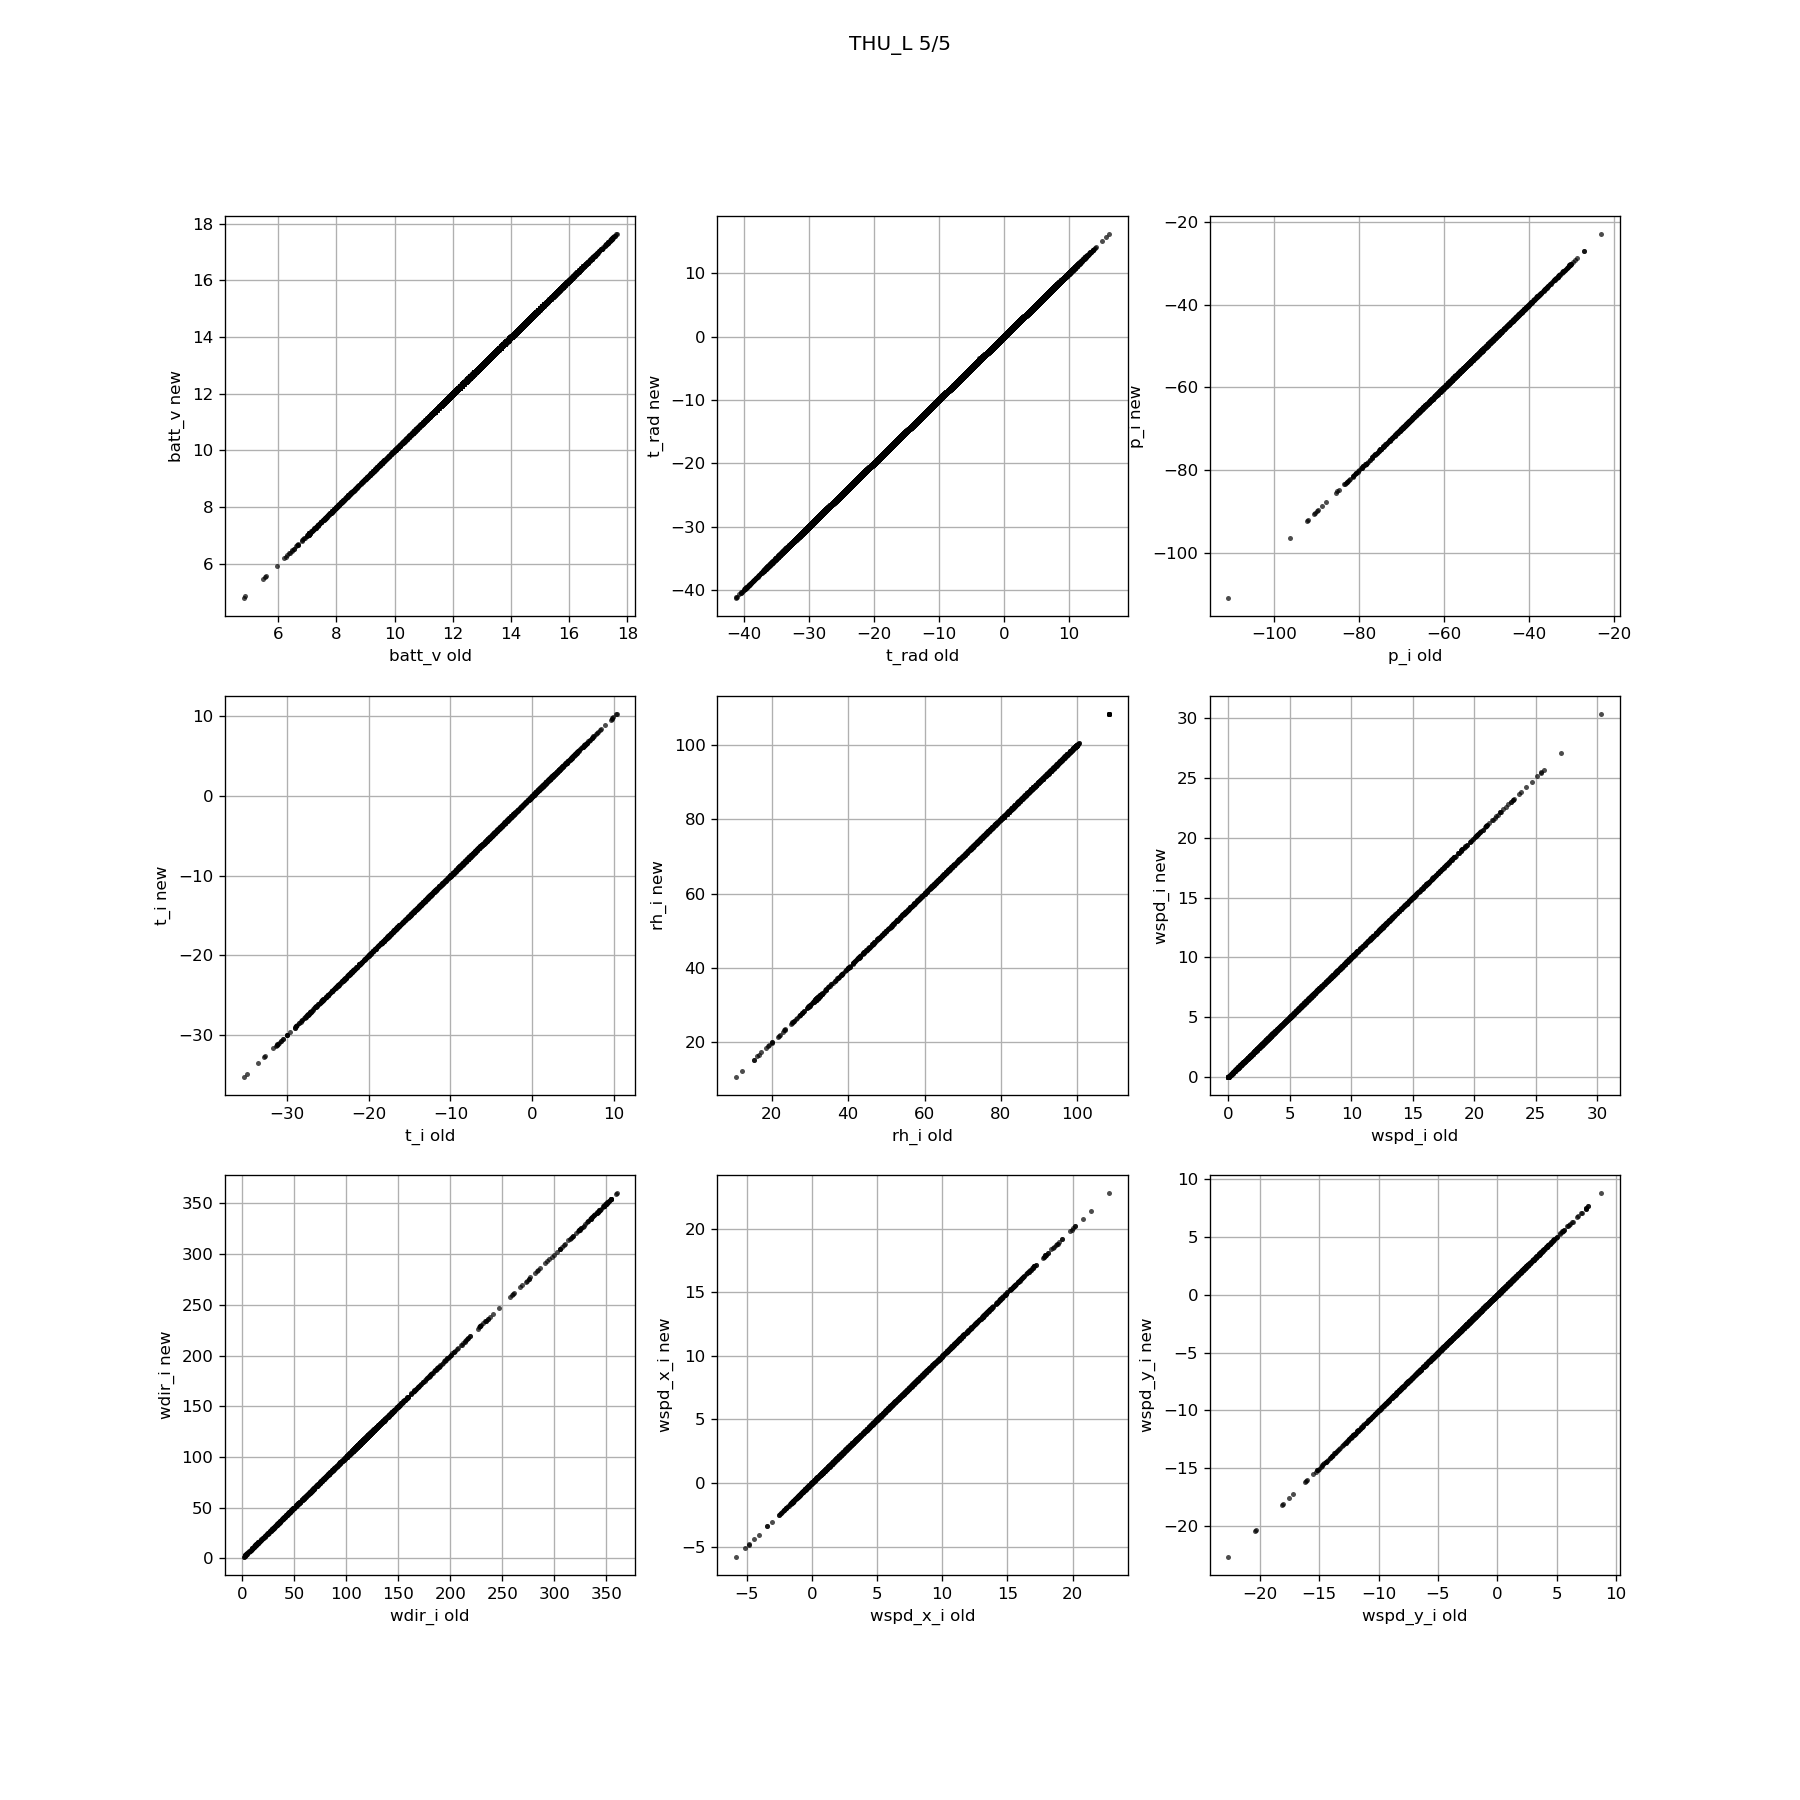 THU_L 5/5
18
16
14
12
10
8
6
batt_v new
6 8 10 12 14 16 18
batt_v old
10
0
−10
−20
−30
−40
t_rad new
−40 −30 −20 −10 0 10
t_rad old
−20
−40
−60
−80
−100
p_i new
−100 −80 −60 −40 −20
p_i old
10
0
−10
−20
−30
t_i new
−30 −20 −10 0 10
t_i old
100
80
60
40
20
rh_i new
20 40 60 80 100
rh_i old
30
25
20
15
10
5
0
wspd_i new
0 5 10 15 20 25 30
wspd_i old
350
300
250
200
150
100
50
0
wdir_i new
0 50 100 150 200 250 300 350
wdir_i old
20
15
10
5
0
−5
wspd_x_i new
−5 0 5 10 15 20
wspd_x_i old
10
5
0
−5
−10
−15
−20
wspd_y_i new
−20 −15 −10 −5 0 5 10
wspd_y_i old